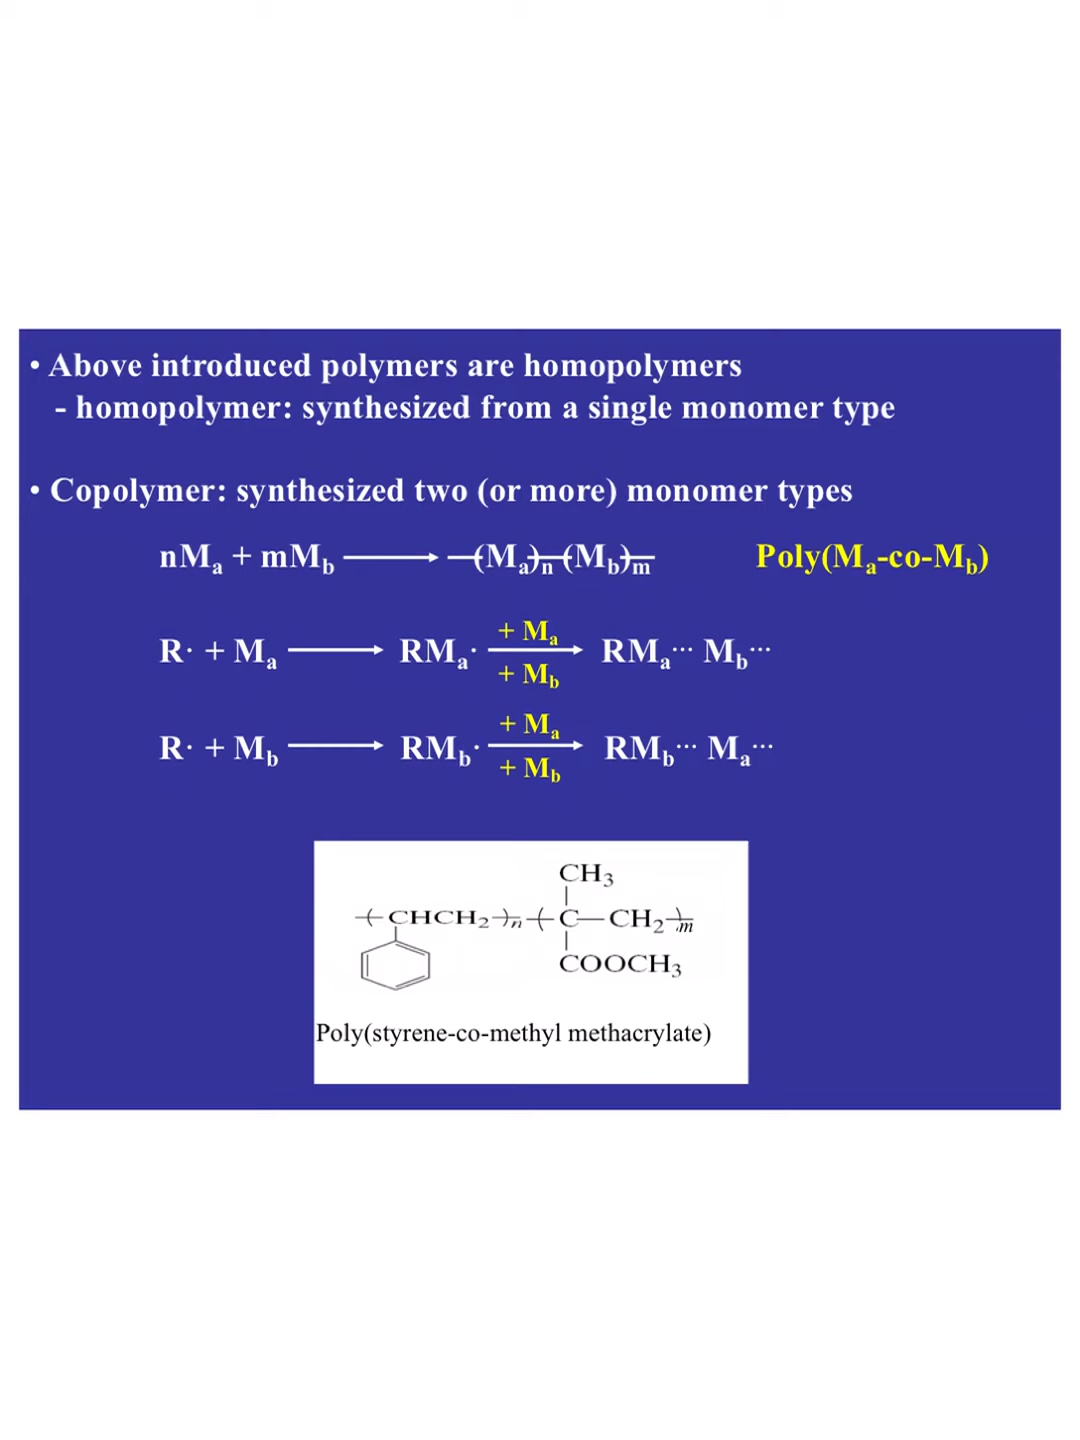 • Above introduced polymers are homopolymers
- homopolymer: synthesized from a single monomer type
• Copolymer: synthesized two (or more) monomer types
nMa + mMb ⟶ —(Ma)n—(Mb)m— Poly(Ma-co-Mb)
+ Ma
R· + Ma ⟶ RMa· ⟶ RMa··· Mb···
+ Mb
+ Ma
R· + Mb ⟶ RMb· ⟶ RMb··· Ma···
+ Mb
CH3
—(CHCH2)n—(C—CH2)m—
COOCH3
Poly(styrene-co-methyl methacrylate)